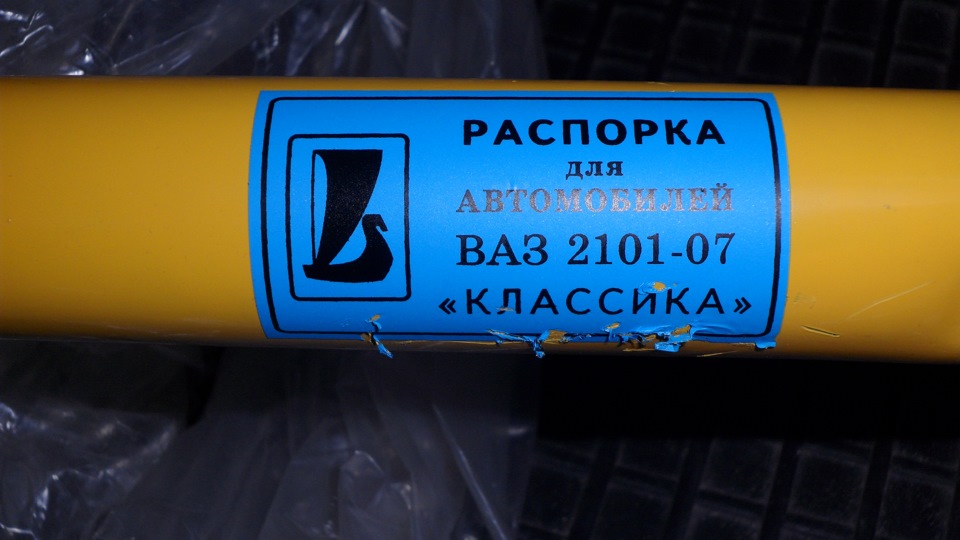 РАСПОРКА
для
АВТОМОБИЛЕЙ
ВАЗ 2101-07
«КЛАССИКА»